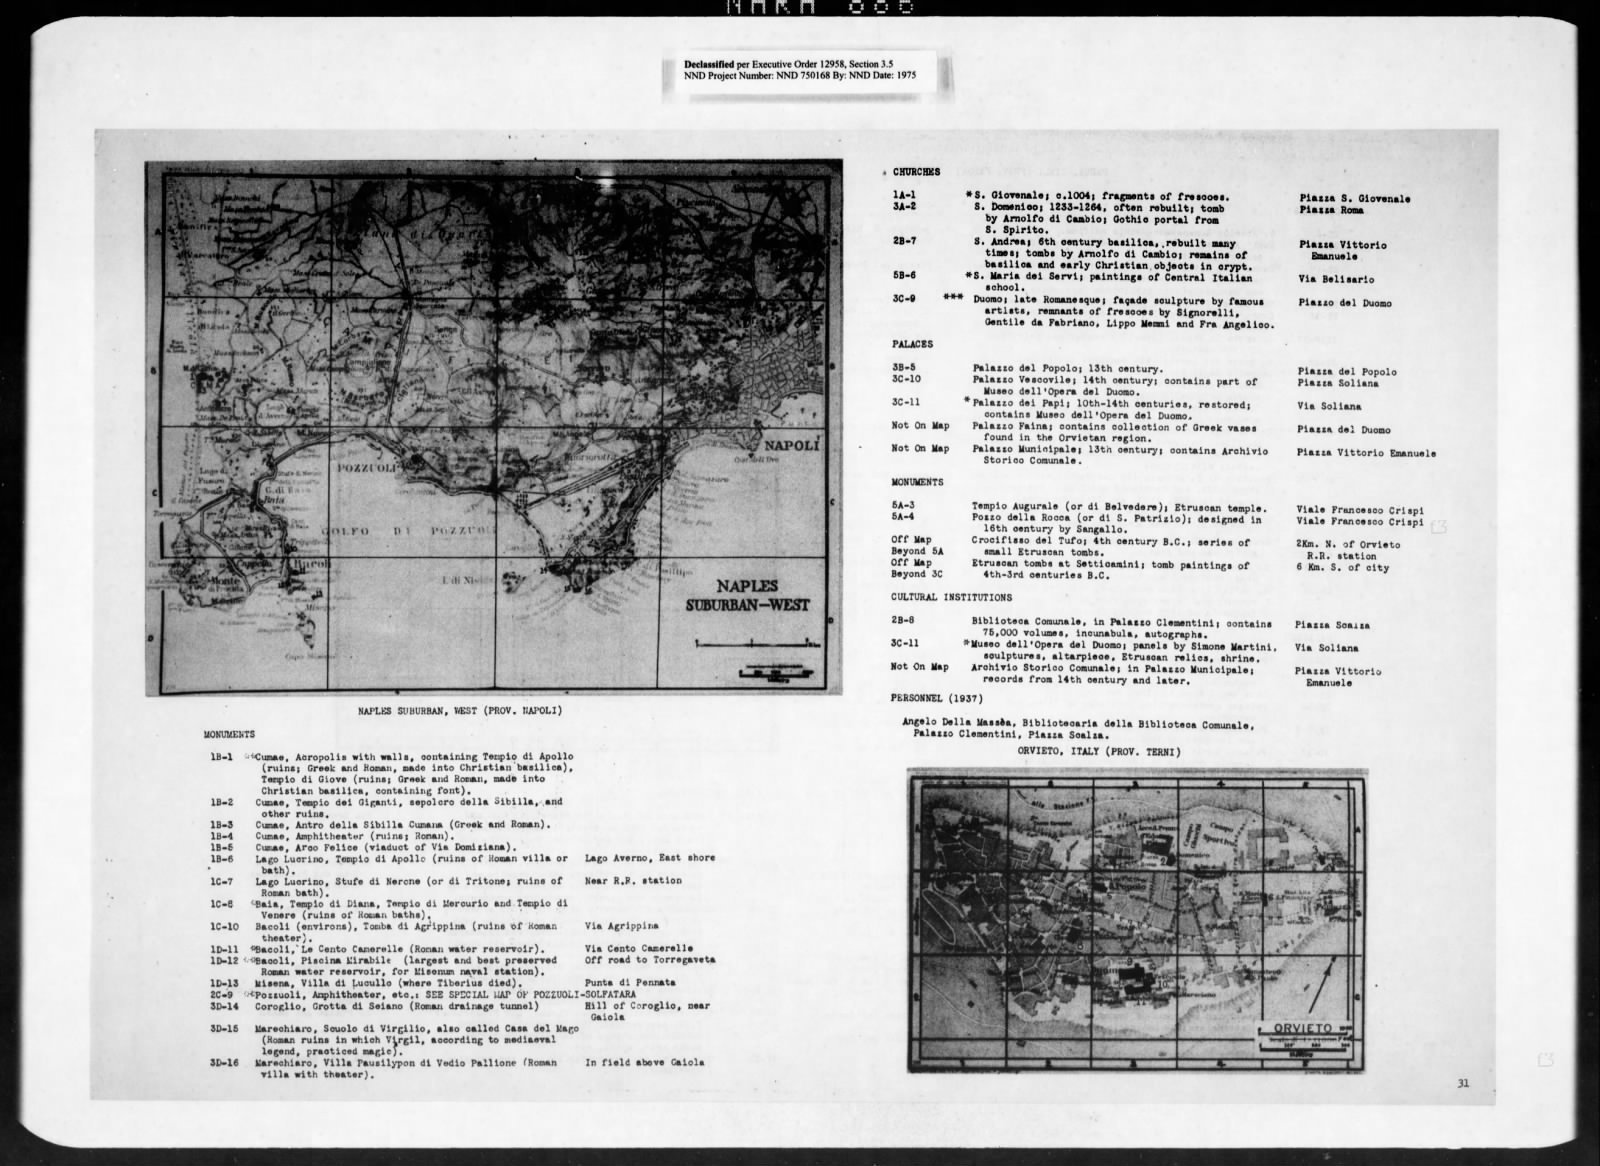 Declassified per Executive Order 12958, Section 3.5
NND Project Number: NND 750168 By: NND Date: 1975
NAPOLI
POZZUOLI
GOLFO DI POZZUOLI
NAPLES
SUBURBAN—WEST
NAPLES SUBURBAN, WEST (PROV. NAPOLI)
MONUMENTS
1B-1 Cumae, Acropolis with walls, containing Tempio di Apollo
(ruins; Greek and Roman, made into Christian basilica),
Tempio di Giove (ruins; Greek and Roman, made into
Christian basilica, containing font).
1B-2 Cumae, Tempio dei Giganti, sepolcro della Sibilla, and
other ruins.
1B-3 Cumae, Antro della Sibilla Cumana (Greek and Roman).
1B-4 Cumae, Amphitheater (ruins; Roman).
1B-5 Cumae, Arco Felice (viaduct of Via Domiziana).
1B-6 Lago Lucrino, Tempio di Apollo (ruins of Roman villa or Lago Averno, East shore
bath).
1C-7 Lago Lucrino, Stufe di Nerone (or di Tritone; ruins of Near R.R. station
Roman bath).
1C-8 Baia, Tempio di Diana, Tempio di Mercurio and Tempio di
Venere (ruins of Roman baths).
1C-10 Bacoli (environs), Tomba di Agrippina (ruins of Roman Via Agrippina
theater).
1D-11 *Bacoli, Le Cento Camerelle (Roman water reservoir). Via Cento Camerelle
1D-12 Bacoli, Piscina Mirabile (largest and best preserved Off road to Torregaveta
Roman water reservoir, for Misenum naval station).
1D-13 Misena, Villa di Lucullo (where Tiberius died). Punta di Pennata
2C-9 Pozzuoli, Amphitheater, etc.: SEE SPECIAL MAP OF POZZUOLI-SOLFATARA
3D-14 Coroglio, Grotta di Seiano (Roman drainage tunnel) Hill of Coroglio, near
Gaiola
3D-15 Marechiaro, Scuolo di Virgilio, also called Casa del Mago
(Roman ruins in which Virgil, according to mediaeval
legend, practiced magic).
3D-16 Marechiaro, Villa Pausilypon di Vedio Pallione (Roman In field above Gaiola
villa with theater).
CHURCHES
1A-1 *S. Giovenale; c.1004; fragments of frescoes. Piazza S. Giovenale
3A-2 S. Domenico; 1233-1264, often rebuilt; tomb Piazza Roma
by Arnolfo di Cambio; Gothic portal from
S. Spirito.
2B-7 S. Andrea; 6th century basilica, rebuilt many Piazza Vittorio
times; tombs by Arnolfo di Cambio; remains of Emanuele
basilica and early Christian objects in crypt.
5B-6 *S. Maria dei Servi; paintings of Central Italian Via Belisario
school.
3C-9 *** Duomo; late Romanesque; façade sculpture by famous Piazzo del Duomo
artists, remnants of frescoes by Signorelli,
Gentile da Fabriano, Lippo Memmi and Fra Angelico.
PALACES
3B-5 Palazzo del Popolo; 13th century. Piazza del Popolo
3C-10 Palazzo Vescovile; 14th century; contains part of Piazza Soliana
Museo dell'Opera del Duomo.
3C-11 *Palazzo dei Papi; 10th-14th centuries, restored; Via Soliana
contains Museo dell'Opera del Duomo.
Not On Map Palazzo Faina; contains collection of Greek vases Piazza del Duomo
found in the Orvietan region.
Not On Map Palazzo Municipale; 13th century; contains Archivio Piazza Vittorio Emanuele
Storico Comunale.
MONUMENTS
5A-3 Tempio Augurale (or di Belvedere); Etruscan temple. Viale Francesco Crispi
5A-4 Pozzo della Rocca (or di S. Patrizio); designed in Viale Francesco Crispi
16th century by Sangallo.
Off Map Crocifisso del Tufo; 4th century B.C.; series of 2Km. N. of Orvieto
Beyond 5A small Etruscan tombs. R.R. station
Off Map Etruscan tombs at Setticamini; tomb paintings of 6 Km. S. of city
Beyond 3C 4th-3rd centuries B.C.
CULTURAL INSTITUTIONS
2B-8 Biblioteca Comunale, in Palazzo Clementini; contains Piazza Scalza
75,000 volumes, incunabula, autographs.
3C-11 *Museo dell'Opera del Duomo; panels by Simone Martini, Via Soliana
sculptures, altarpiece, Etruscan relics, shrine.
Not On Map Archivio Storico Comunale; in Palazzo Municipale; Piazza Vittorio
records from 14th century and later. Emanuele
PERSONNEL (1937)
Angelo Della Massèa, Bibliotecaria della Biblioteca Comunale,
Palazzo Clementini, Piazza Scalza.
ORVIETO, ITALY (PROV. TERNI)
ORVIETO
31